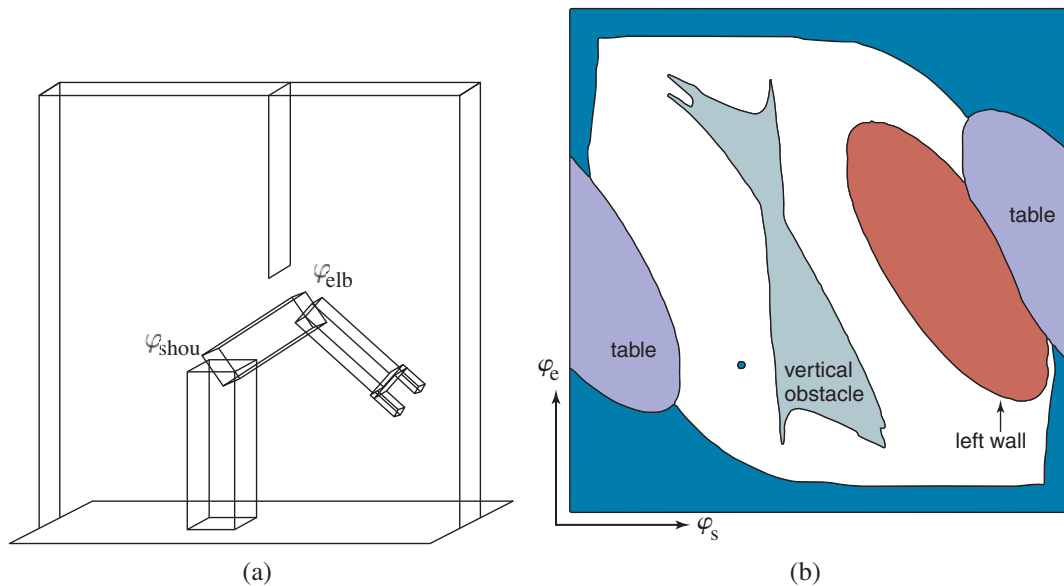 φelb
φshou
(a)
table
table
vertical
obstacle
left wall
φe
φs
(b)